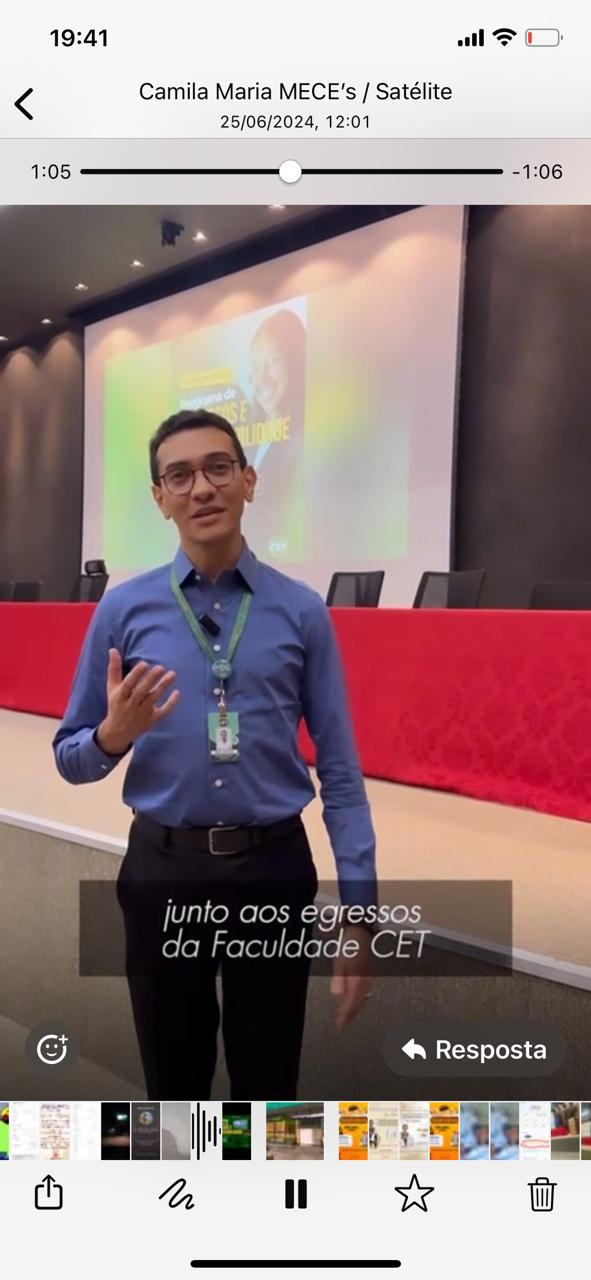 19:41
Camila Maria MECE's / Satélite
25/06/2024, 12:01
1:05
-1:06
Programa de
E
CET
junto aos egressos
da Faculdade CET
Resposta